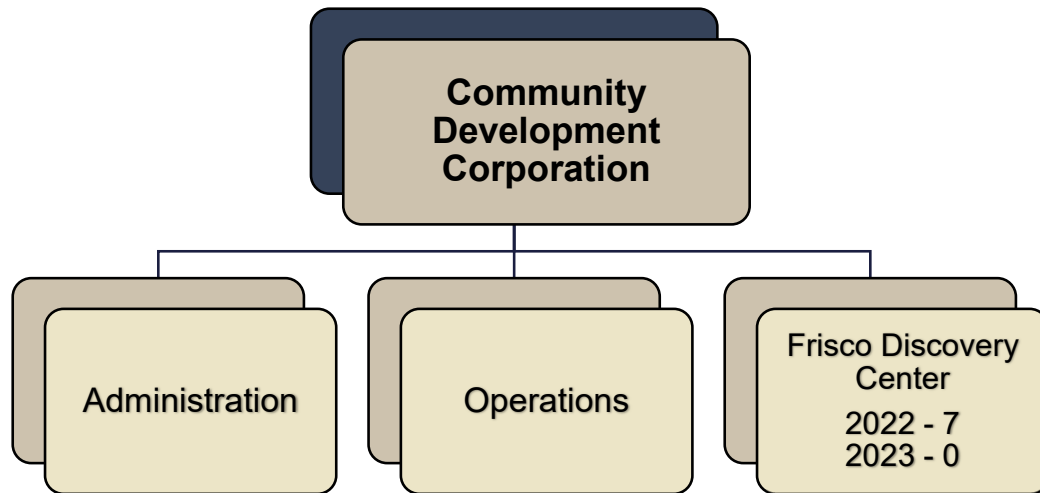 Community
Development
Corporation
Administration
Operations
Frisco Discovery
Center
2022 - 7
2023 - 0